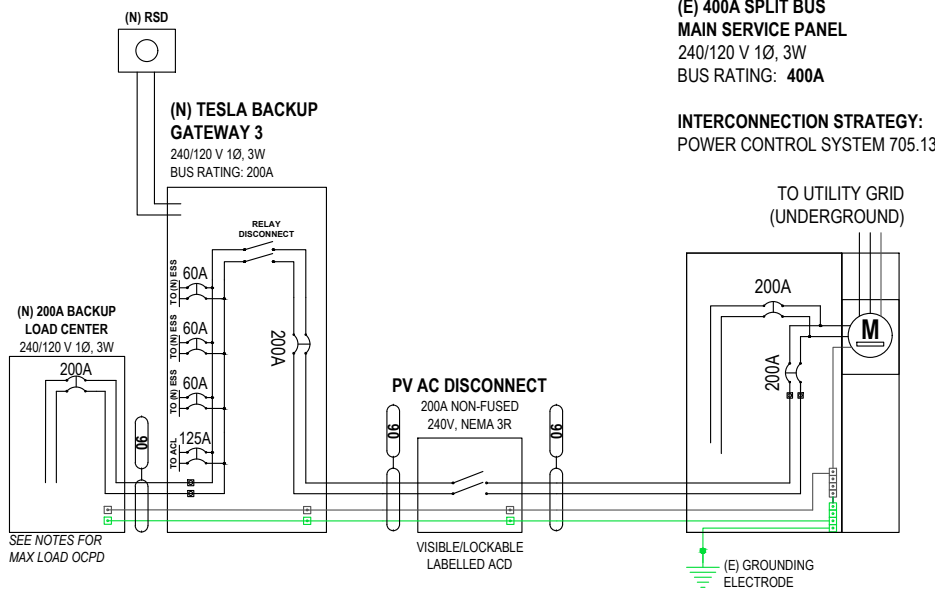 (N) RSD
(E) 400A SPLIT BUS
MAIN SERVICE PANEL
240/120 V 1Ø, 3W
BUS RATING: 400A
INTERCONNECTION STRATEGY:
POWER CONTROL SYSTEM 705.13
(N) TESLA BACKUP
GATEWAY 3
240/120 V 1Ø, 3W
BUS RATING: 200A
RELAY
DISCONNECT
TO (N) ESS
60A
TO (N) ESS
60A
TO (N) ESS
60A
TO ACL
125A
200A
(N) 200A BACKUP
LOAD CENTER
240/120 V 1Ø, 3W
200A
06
SEE NOTES FOR
MAX LOAD OCPD
PV AC DISCONNECT
200A NON-FUSED
240V, NEMA 3R
06
06
VISIBLE/LOCKABLE
LABELLED ACD
TO UTILITY GRID
(UNDERGROUND)
200A
200A
M
(E) GROUNDING
ELECTRODE